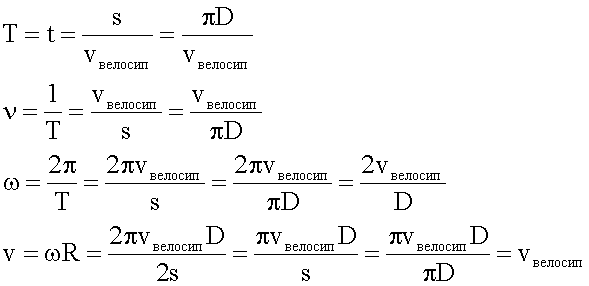 T = t = s / v велосип = πD / v велосип
ν = 1 / T = v велосип / s = v велосип / πD
ω = 2π / T = 2πv велосип / s = 2πv велосип / πD = 2v велосип / D
v = ωR = 2πv велосип D / 2s = πv велосип D / s = πv велосип D / πD = v велосип